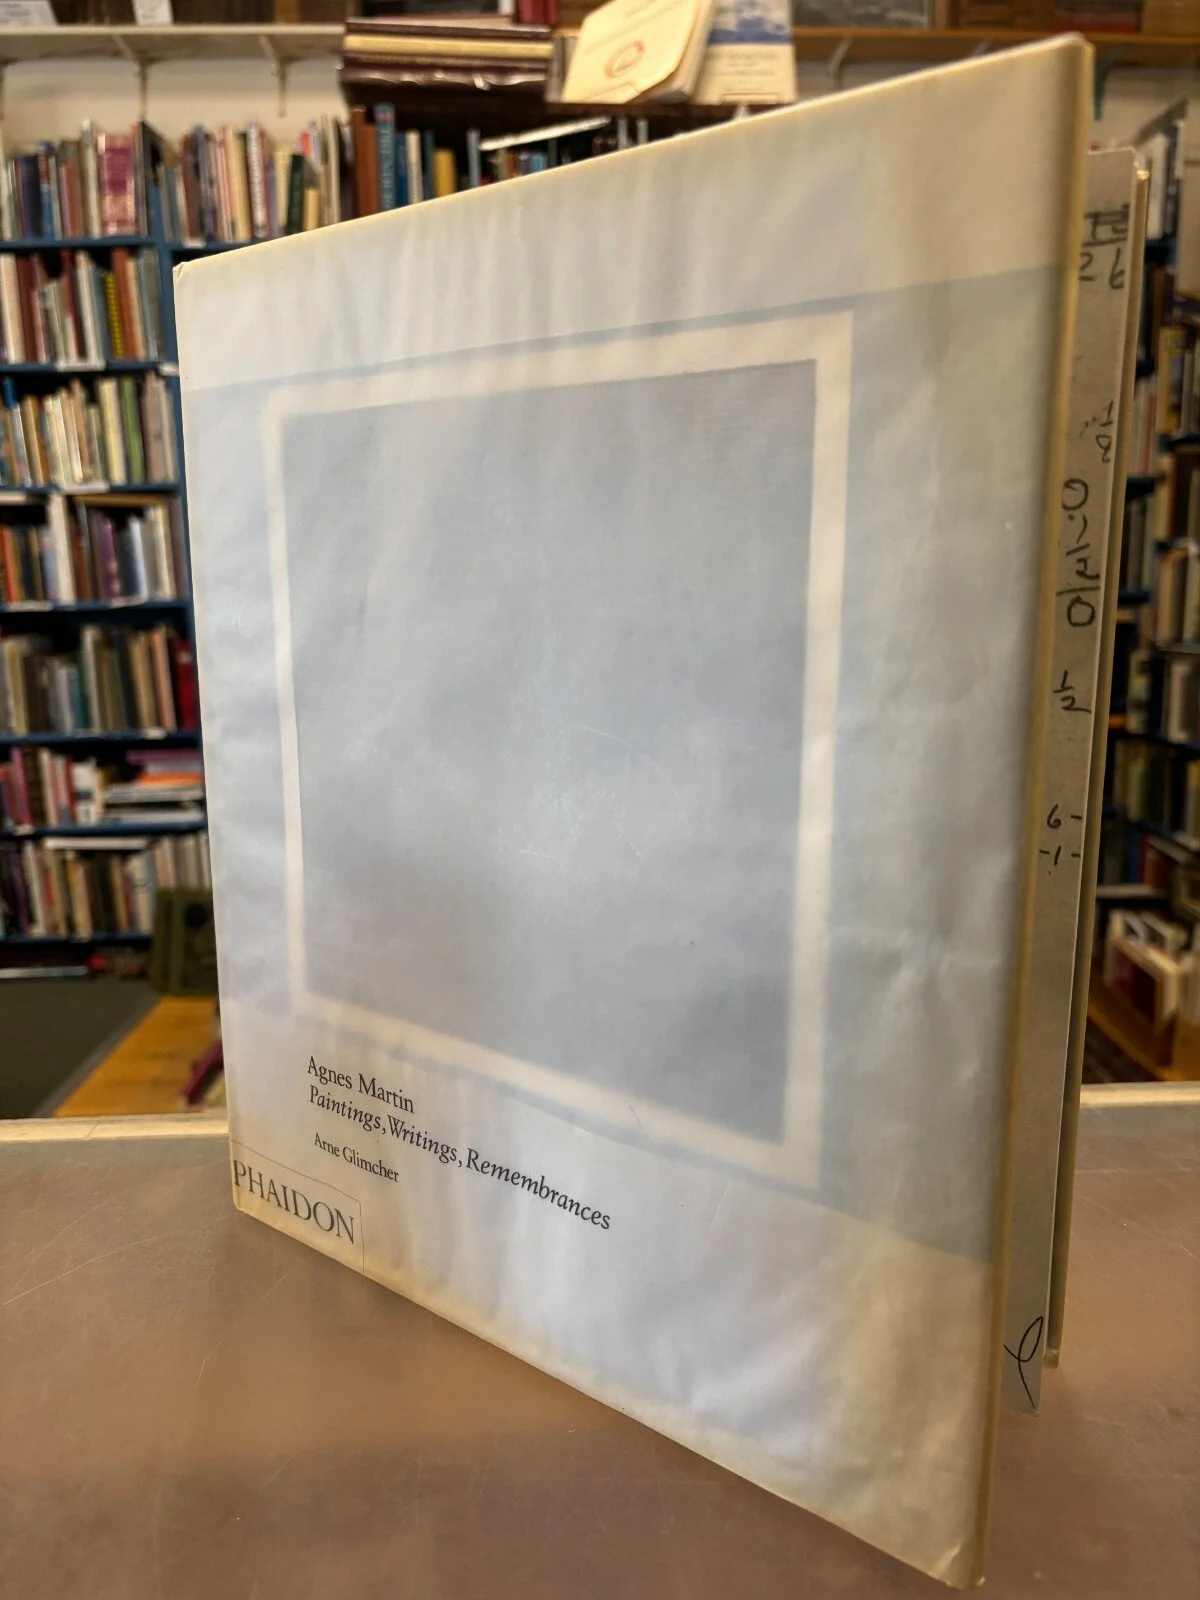 Agnes Martin
Paintings, Writings, Remembrances
Arne Glimcher
PHAIDON